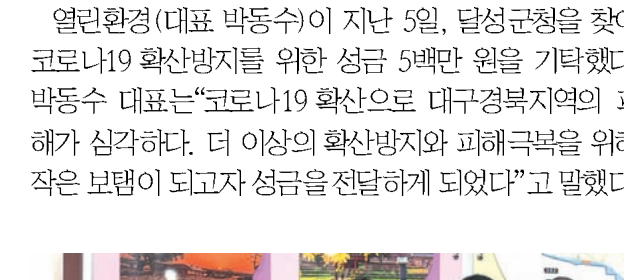 열린환경(대표 박동수)이 지난 5일, 달성군청을 찾아
코로나19 확산방지를 위한 성금 5백만 원을 기탁했다
박동수 대표는“코로나19 확산으로 대구경북지역의 피
해가 심각하다. 더 이상의 확산방지와 피해극복을 위해
작은 보탬이 되고자 성금을 전달하게 되었다”고 말했다